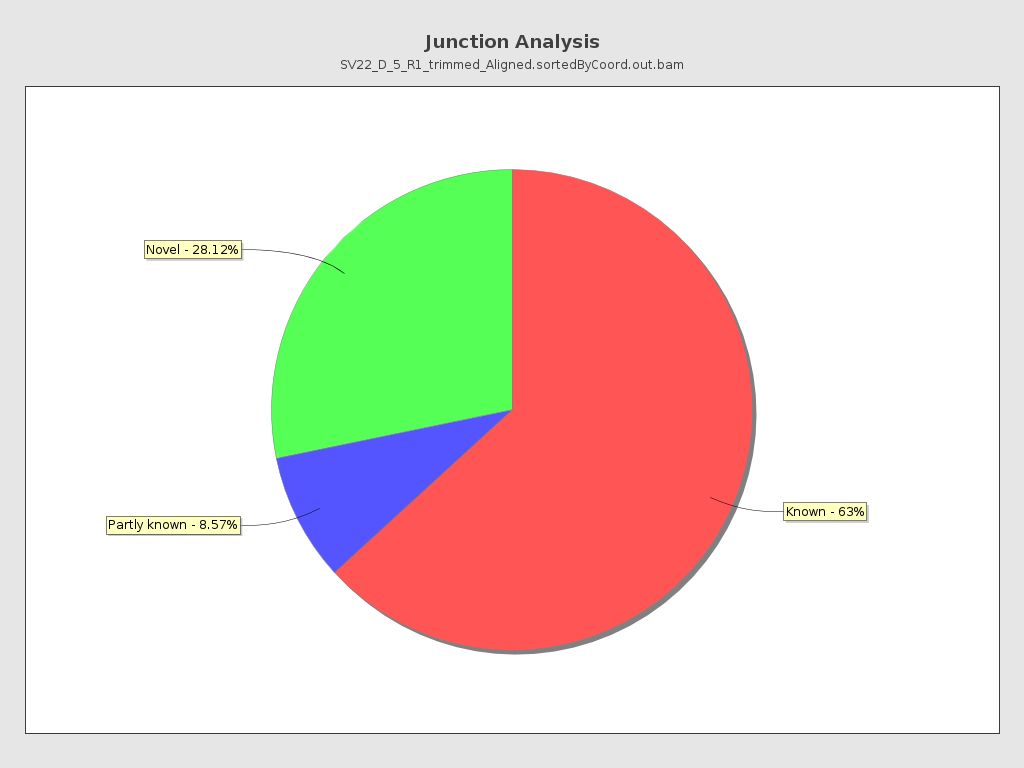 Junction Analysis
SV22_D_5_R1_trimmed_Aligned.sortedByCoord.out.bam
Novel - 28.12%
Known - 63%
Partly known - 8.57%